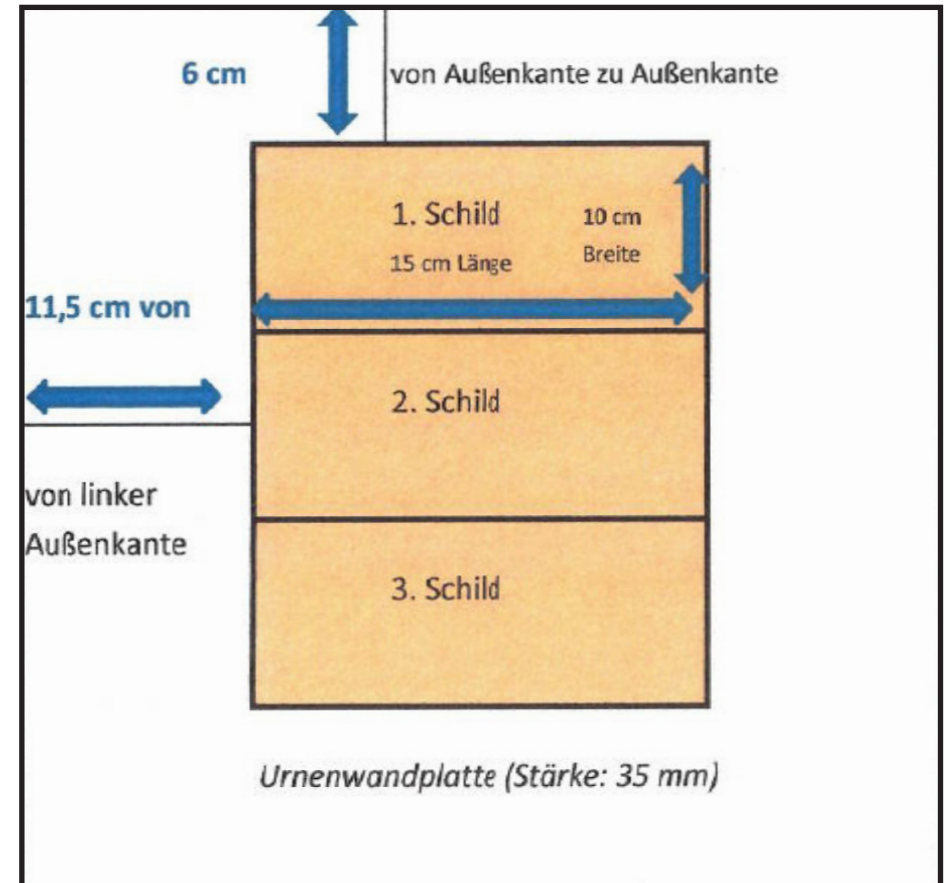 6 cm
von Außenkante zu Außenkante
1. Schild
10 cm
15 cm Länge
Breite
11,5 cm von
2. Schild
von linker
Außenkante
3. Schild
Urnenwandplatte (Stärke: 35 mm)